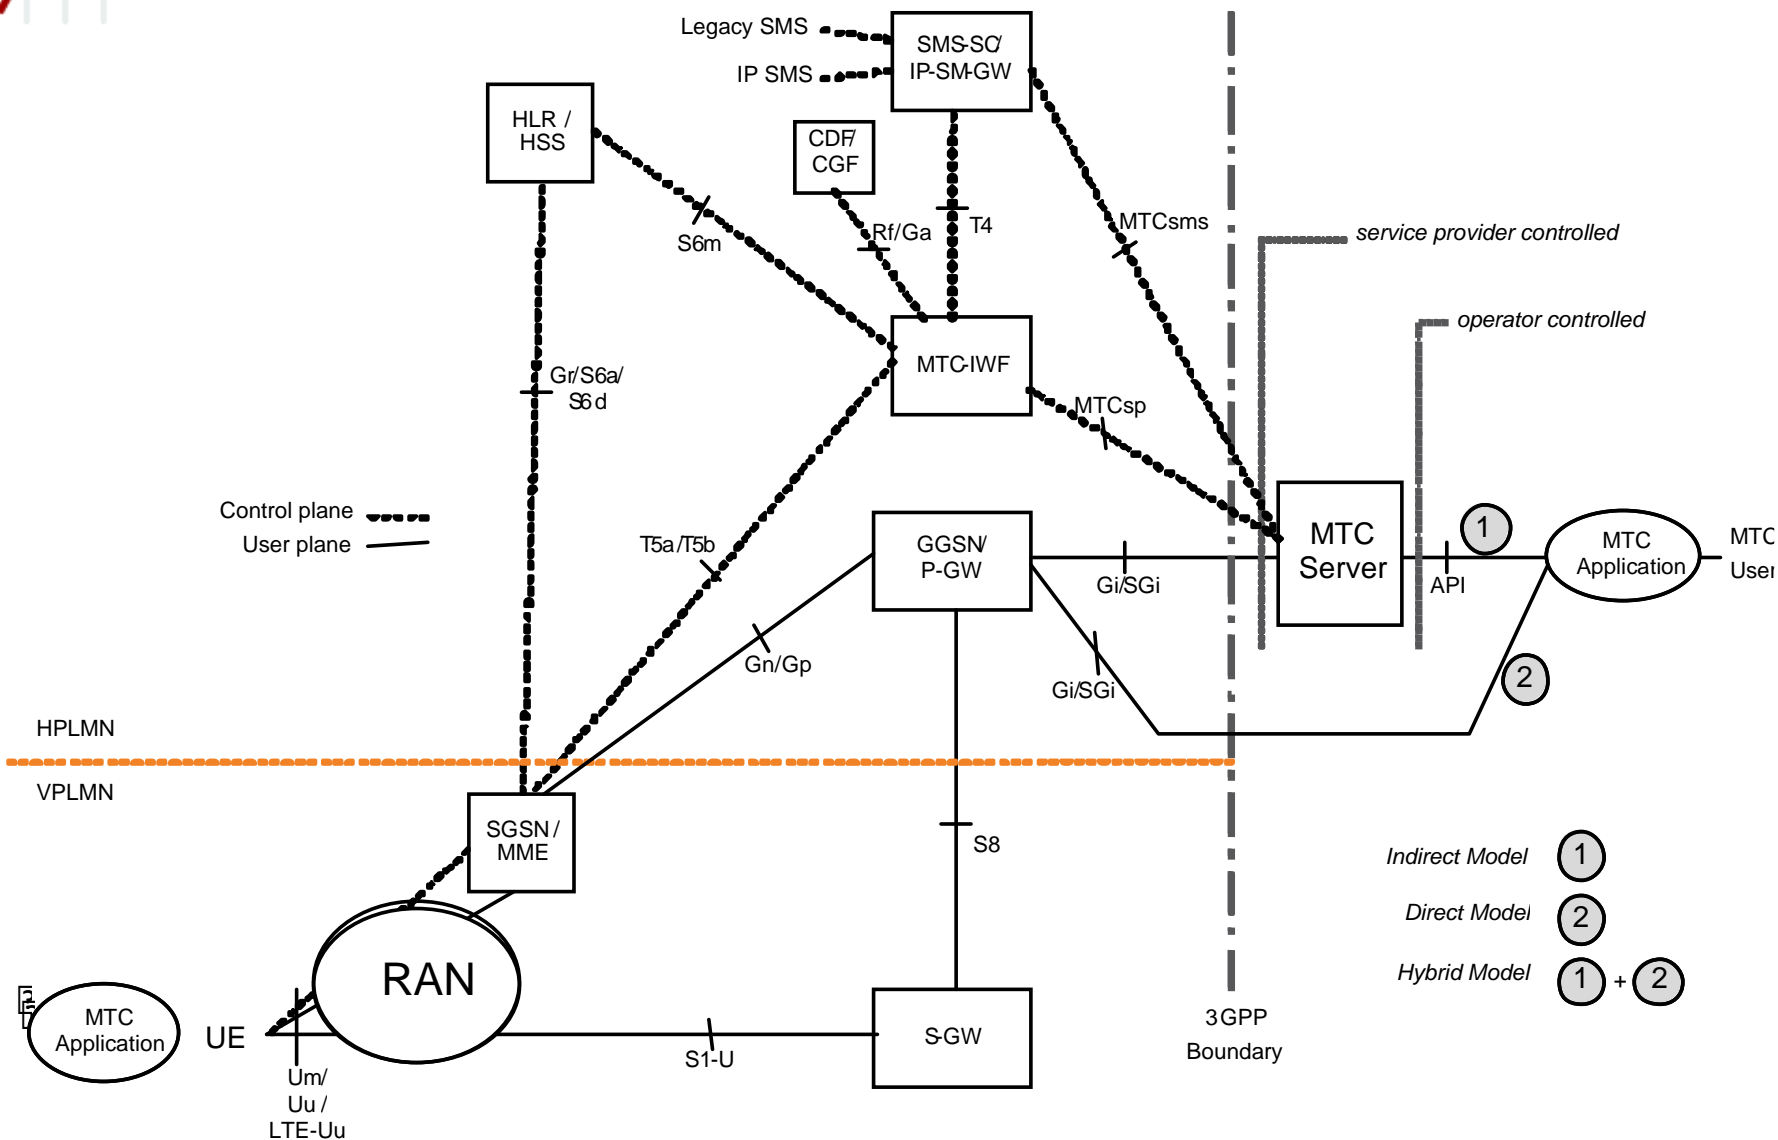 Legacy SMS
IP SMS
SMS-SC/
IP-SM-GW
HLR /
HSS
CDF/
CGF
S6m
Rf/Ga
T4
MTCsms
service provider controlled
operator controlled
MTC-IWF
Gr/S6a/
S6d
MTCsp
Control plane
User plane
T5a/T5b
GGSN/
P-GW
MTC
Server
1
MTC
Application
MTC
User
Gi/SGi
API
Gn/Gp
Gi/SGi
2
HPLMN
VPLMN
SGSN /
MME
S8
Indirect Model 1
Direct Model 2
Hybrid Model 1 + 2
RAN
MTC
Application
UE
S-GW
S1-U
3GPP
Boundary
Um/
Uu /
LTE-Uu